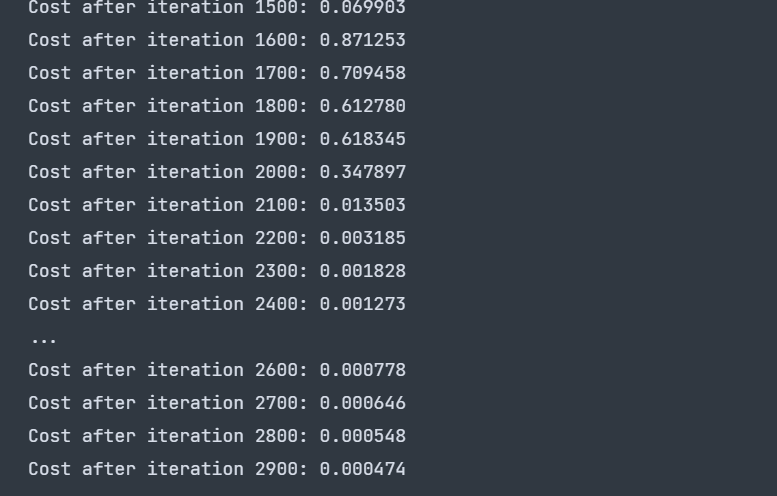 Cost after iteration 1500: 0.069903
Cost after iteration 1600: 0.871253
Cost after iteration 1700: 0.709458
Cost after iteration 1800: 0.612780
Cost after iteration 1900: 0.618345
Cost after iteration 2000: 0.347897
Cost after iteration 2100: 0.013503
Cost after iteration 2200: 0.003185
Cost after iteration 2300: 0.001828
Cost after iteration 2400: 0.001273
...
Cost after iteration 2600: 0.000778
Cost after iteration 2700: 0.000646
Cost after iteration 2800: 0.000548
Cost after iteration 2900: 0.000474